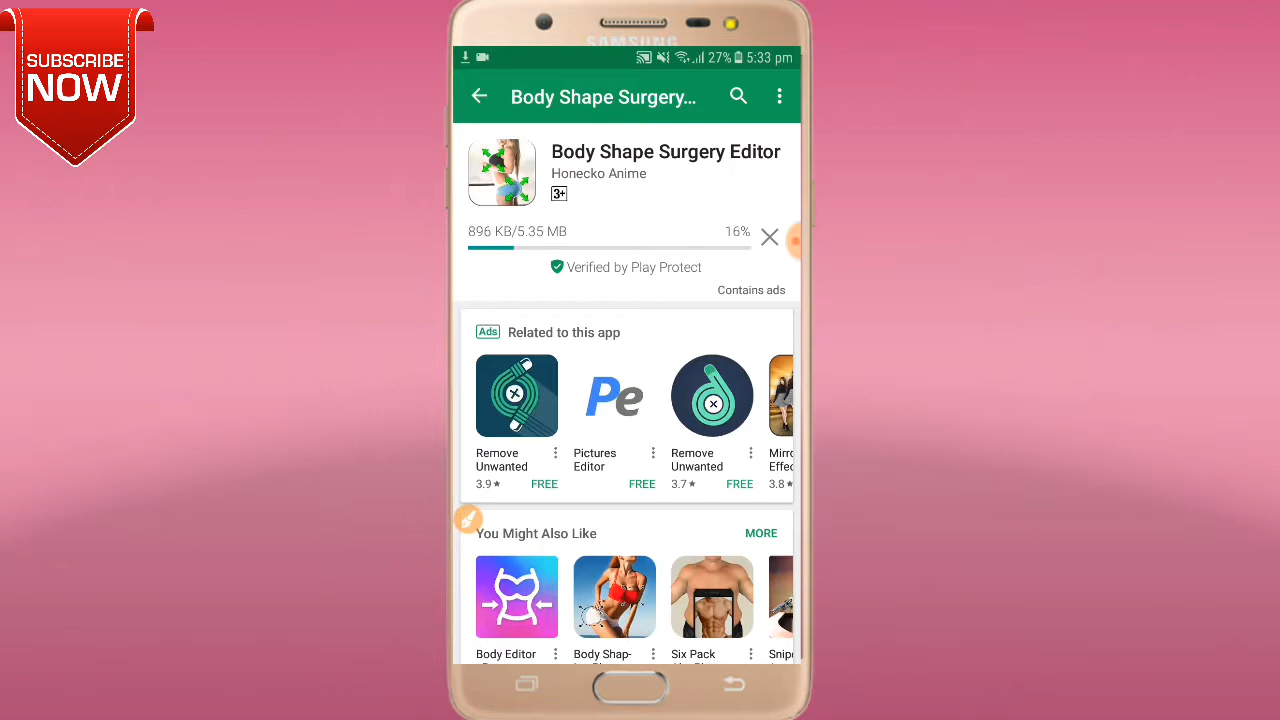 SUBSCRIBE
NOW
SAMSUNG
27% 5:33 pm
Body Shape Surgery...
Body Shape Surgery Editor
Honecko Anime
3+
896 KB/5.35 MB 16%
Verified by Play Protect
Contains ads
Ads Related to this app
Remove
Unwanted
3.9 FREE
Pe
Pictures
Editor
FREE
Remove
Unwanted
3.7 FREE
Mirro
Effec
3.8
You Might Also Like MORE
Body Editor
Body Shap-
Six Pack
Snipe